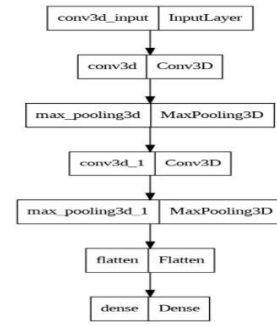 conv3d_input InputLayer
conv3d Conv3D
max_pooling3d MaxPooling3D
conv3d_1 Conv3D
max_pooling3d_1 MaxPooling3D
flatten Flatten
dense Dense